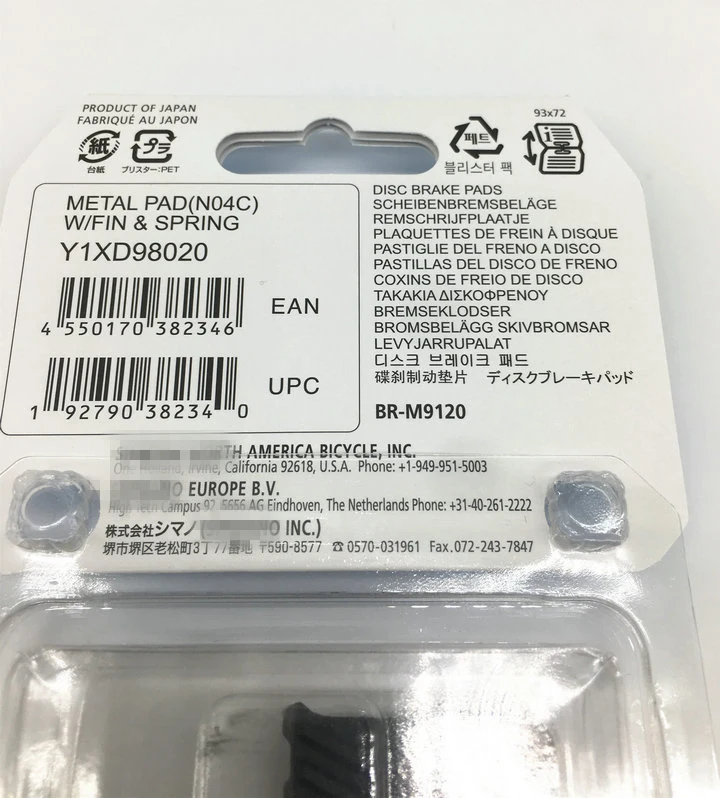 PRODUCT OF JAPAN
FABRIQUÉ AU JAPON
紙
台紙
プラ
ブリスター:PET
페트
블리스터 팩
93x72
METAL PAD(N04C)
W/FIN & SPRING
Y1XD98020
4 550170 382346
EAN
1 92790 38234 0
UPC
DISC BRAKE PADS
SCHEIBENBREMSBELÄGE
REMSCHRIJFPLAATJE
PLAQUETTES DE FREIN À DISQUE
PASTIGLIE DEL FRENO A DISCO
PASTILLAS DEL DISCO DE FRENO
COXINS DE FREIO DE DISCO
ΤΑΚΑΚΙΑ ΔΙΣΚΟΦΡΕΝΟΥ
BREMSEKLODSER
BROMSBELÄGG SKIVBROMSAR
LEVYJARRUPALAT
디스크 브레이크 패드
碟刹制动垫片 ディスクブレーキパッド
BR-M9120
AMERICA BICYCLE, INC.
Irvine, California 92618, U.S.A. Phone: +1-949-951-5003
EUROPE B.V.
High Tech Campus 92, 5656 AG Eindhoven, The Netherlands Phone: +31-40-261-2222
株式会社シマノ ( INC.)
堺市堺区老松町3丁77番地 〒590-8577 ☎0570-031961 Fax.072-243-7847